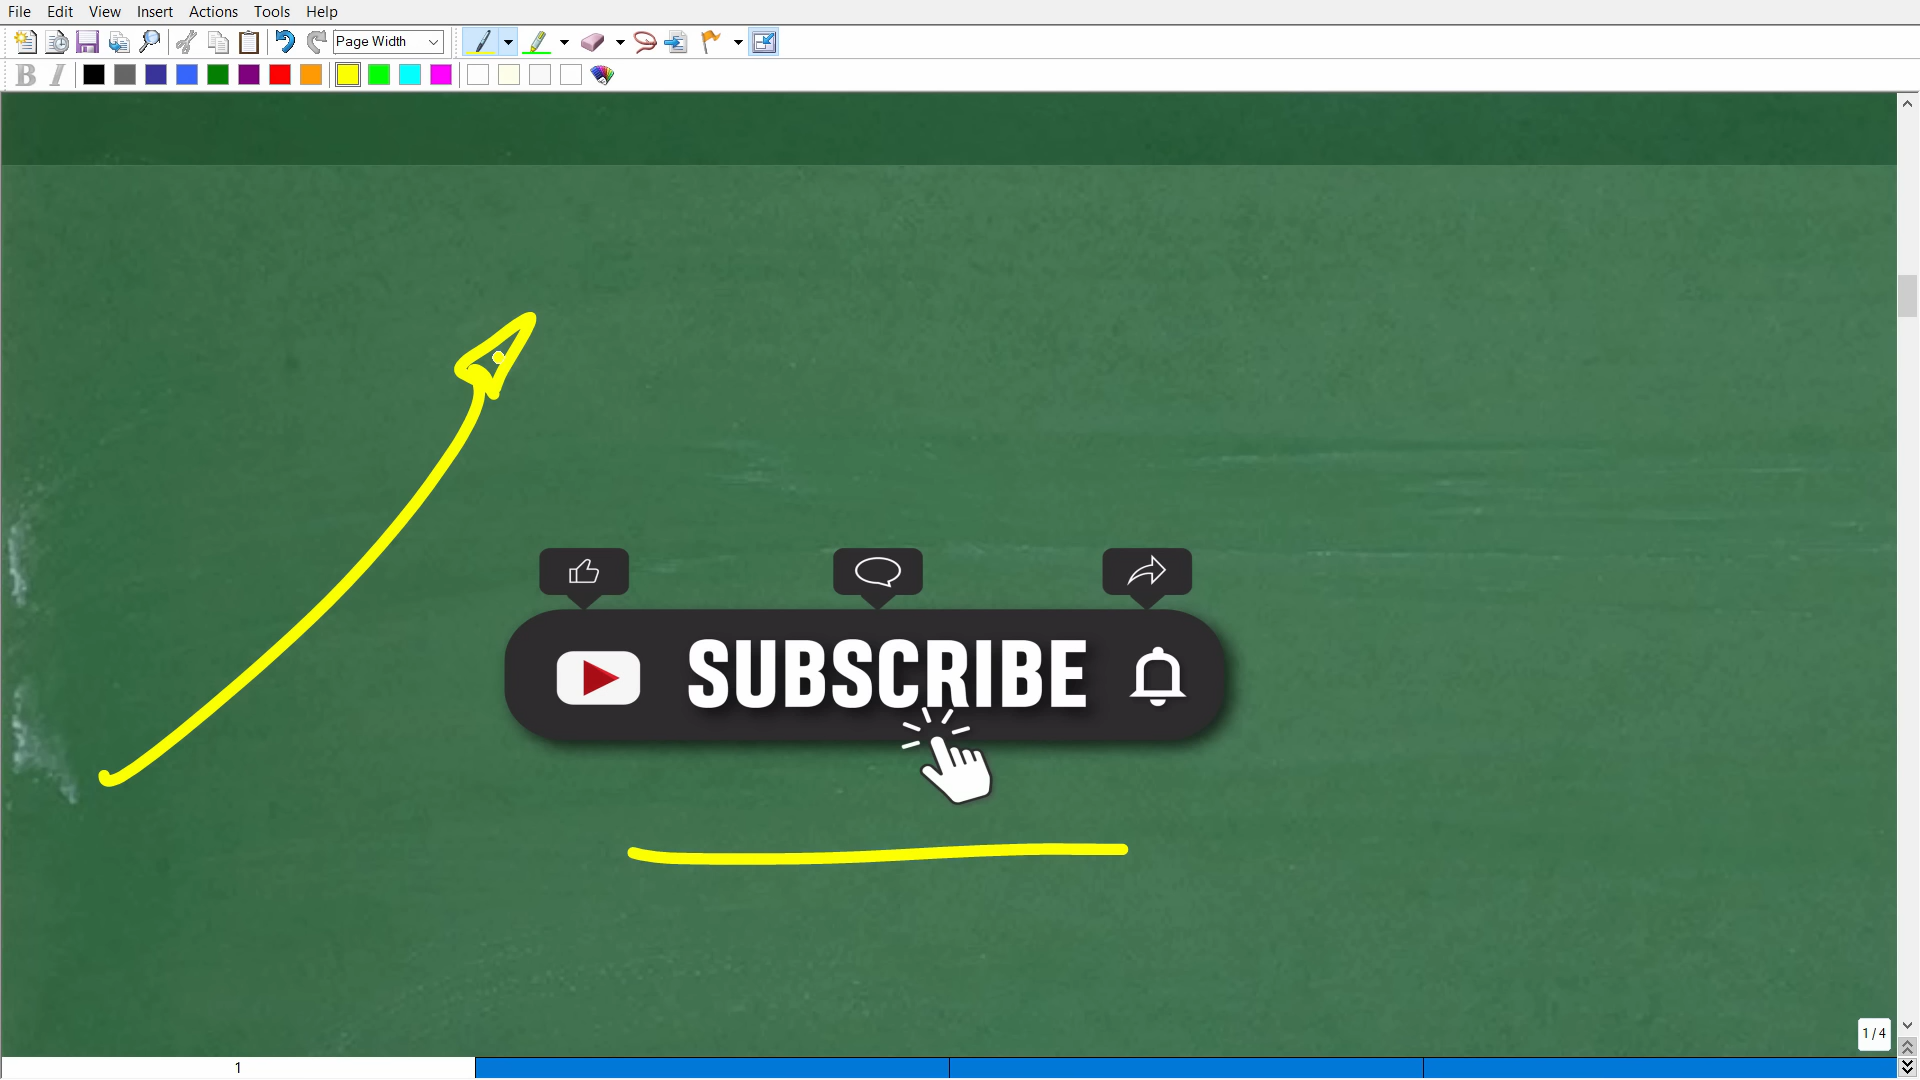 File Edit View Insert Actions Tools Help
Page Width
B I
SUBSCRIBE
1 / 4
1